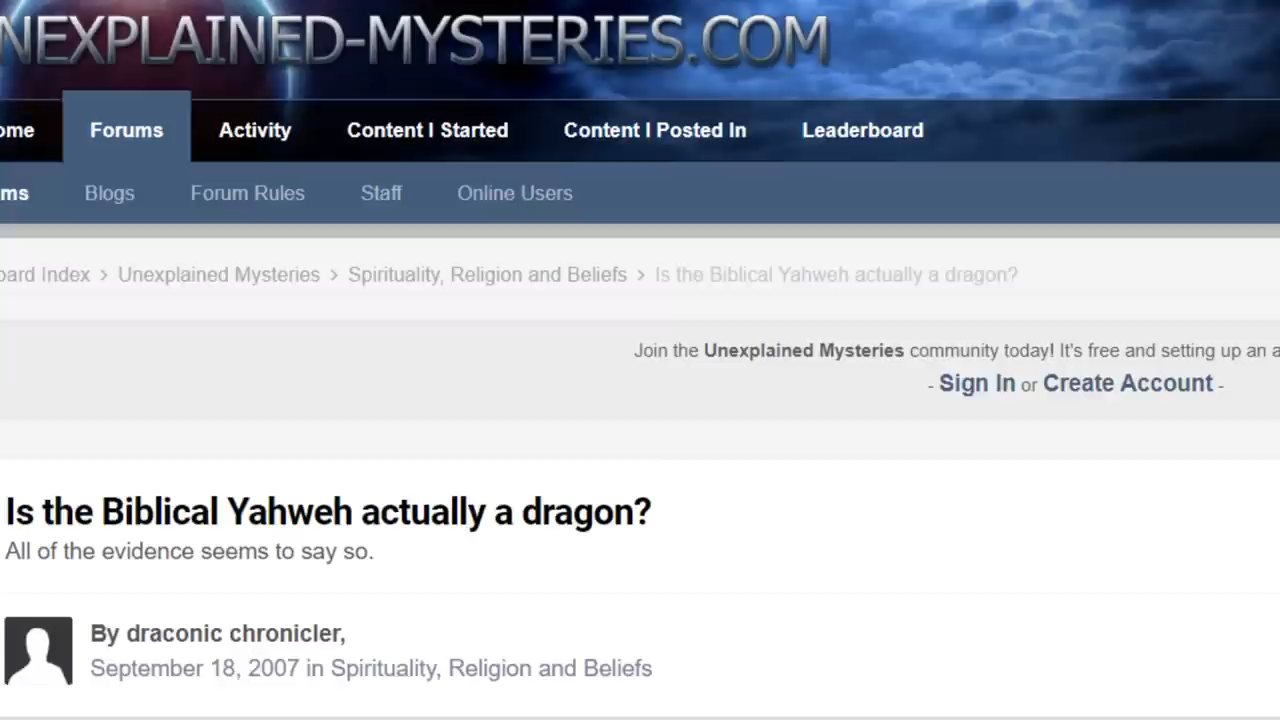 NEXPLAINED-MYSTERIES.COM
ome Forums Activity Content I Started Content I Posted In Leaderboard
ms Blogs Forum Rules Staff Online Users
oard Index > Unexplained Mysteries > Spirituality, Religion and Beliefs > Is the Biblical Yahweh actually a dragon?
Join the Unexplained Mysteries community today! It's free and setting up an a
- Sign In or Create Account -
Is the Biblical Yahweh actually a dragon?
All of the evidence seems to say so.
By draconic chronicler,
September 18, 2007 in Spirituality, Religion and Beliefs